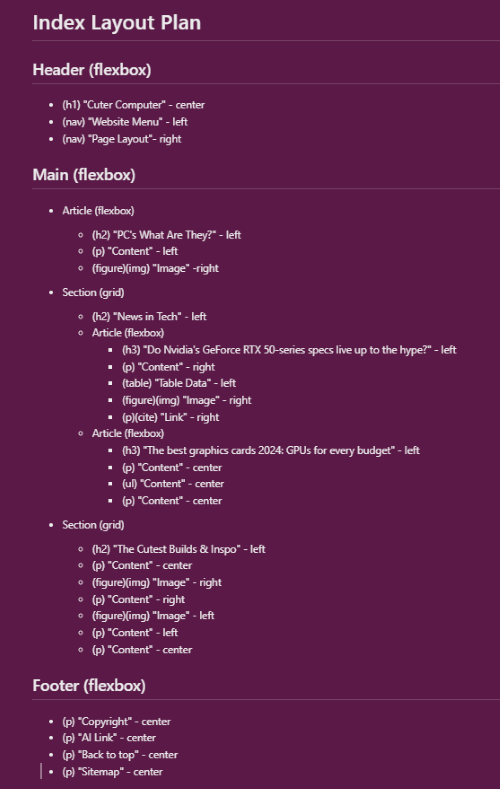 Index Layout Plan
Header (flexbox)
(h1) "Cuter Computer" - center
(nav) "Website Menu" - left
(nav) "Page Layout"- right
Main (flexbox)
Article (flexbox)
(h2) "PC's What Are They?" - left
(p) "Content" - left
(figure)(img) "Image" -right
Section (grid)
(h2) "News in Tech" - left
Article (flexbox)
(h3) "Do Nvidia's GeForce RTX 50-series specs live up to the hype?" - left
(p) "Content" - right
(table) "Table Data" - left
(figure)(img) "Image" - right
(p)(cite) "Link" - right
Article (flexbox)
(h3) "The best graphics cards 2024: GPUs for every budget" - left
(p) "Content" - center
(ul) "Content" - center
(p) "Content" - center
Section (grid)
(h2) "The Cutest Builds & Inspo" - left
(p) "Content" - center
(figure)(img) "Image" - right
(p) "Content" - right
(figure)(img) "Image" - left
(p) "Content" - left
(p) "Content" - center
Footer (flexbox)
(p) "Copyright" - center
(p) "AI Link" - center
(p) "Back to top" - center
(p) "Sitemap" - center